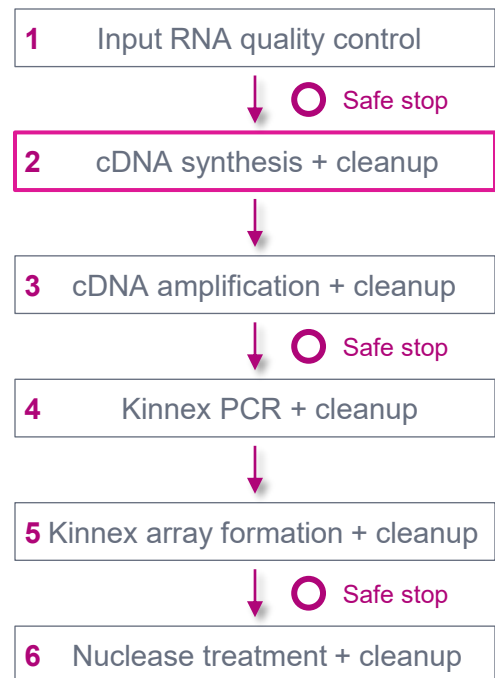 1 Input RNA quality control
Safe stop
2 cDNA synthesis + cleanup
3 cDNA amplification + cleanup
Safe stop
4 Kinnex PCR + cleanup
5 Kinnex array formation + cleanup
Safe stop
6 Nuclease treatment + cleanup